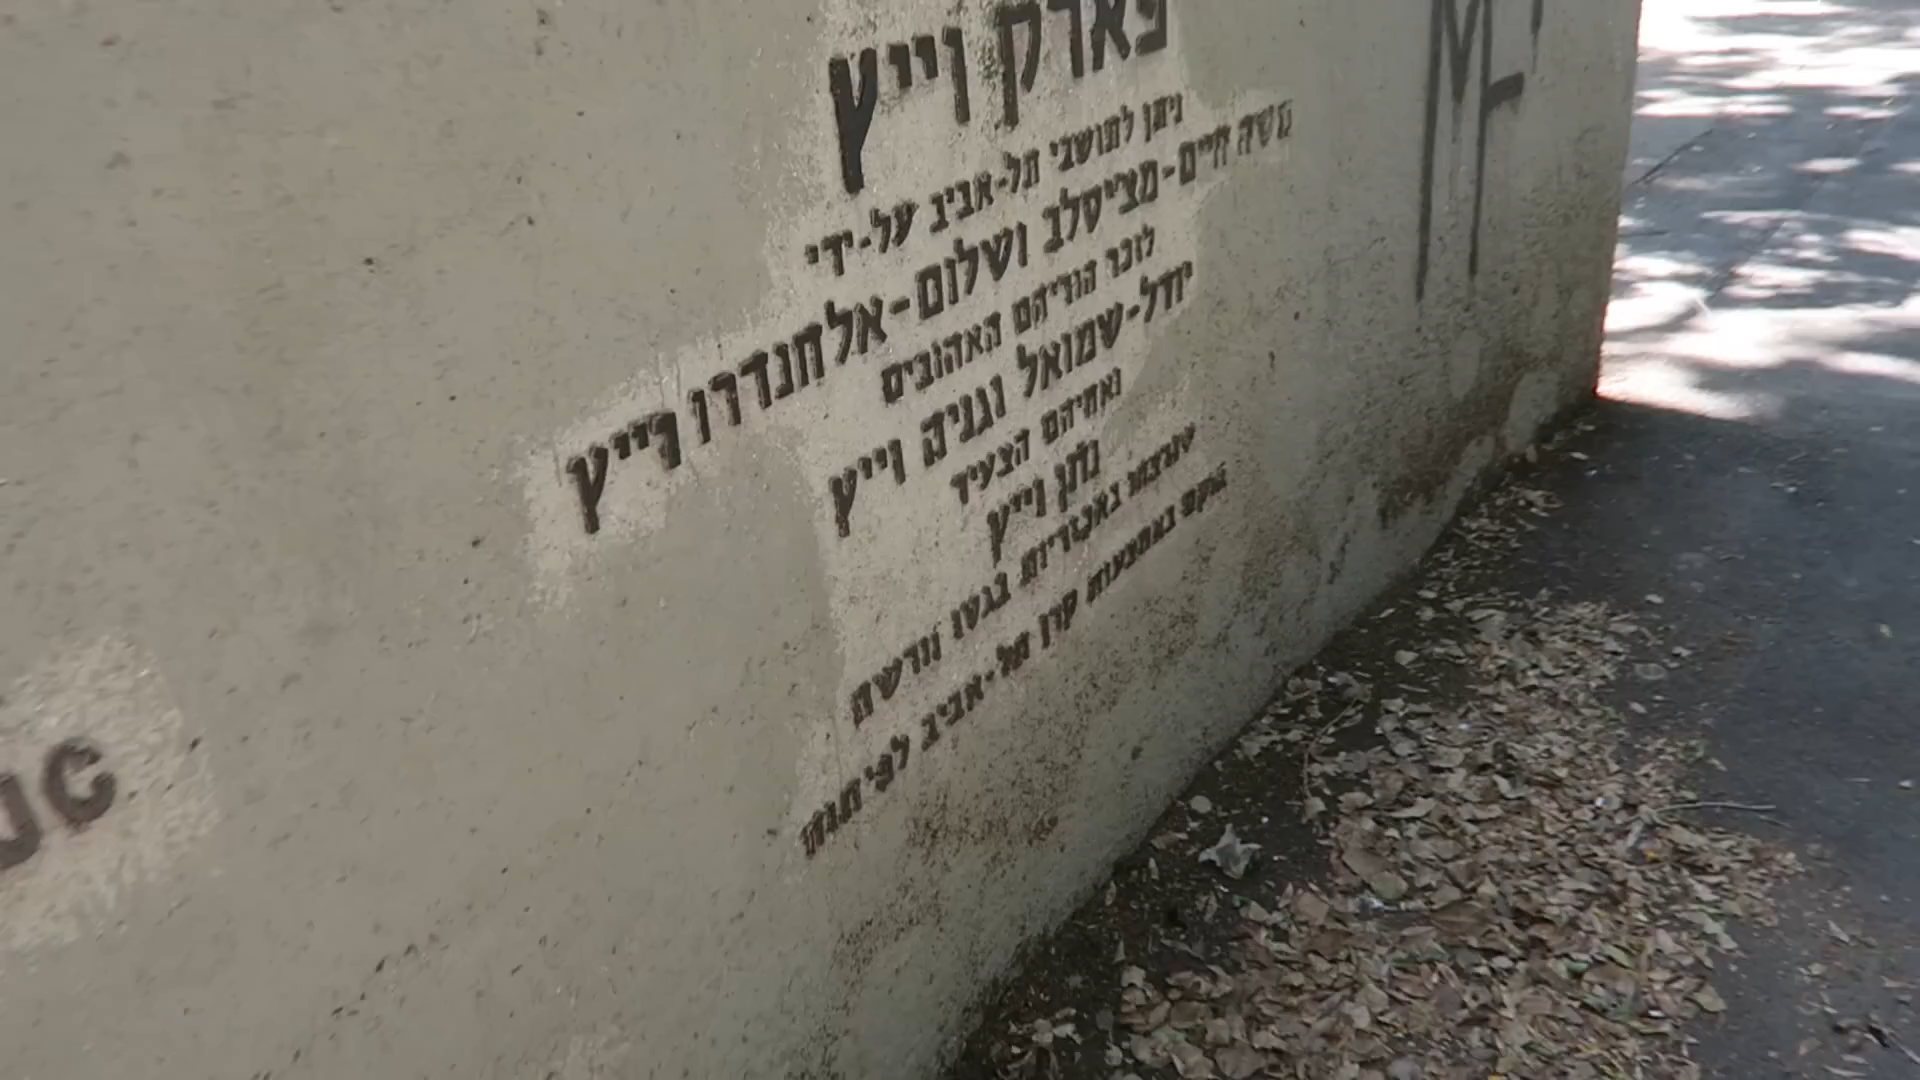 פארק וייץ
ניתן לתושבי תל-אביב על-ידי
משה חיים-מציסלב ושלום-אלחנדרו וייץ
לזכר הוריהם האהובים
יודל-שמואל וגניה וייץ
ואחיהם הצעיר
נתן וייץ
שנרצחו באכזריות בגטו וורשה
הוקם באמצעות קרן תל-אביב לפיתוח